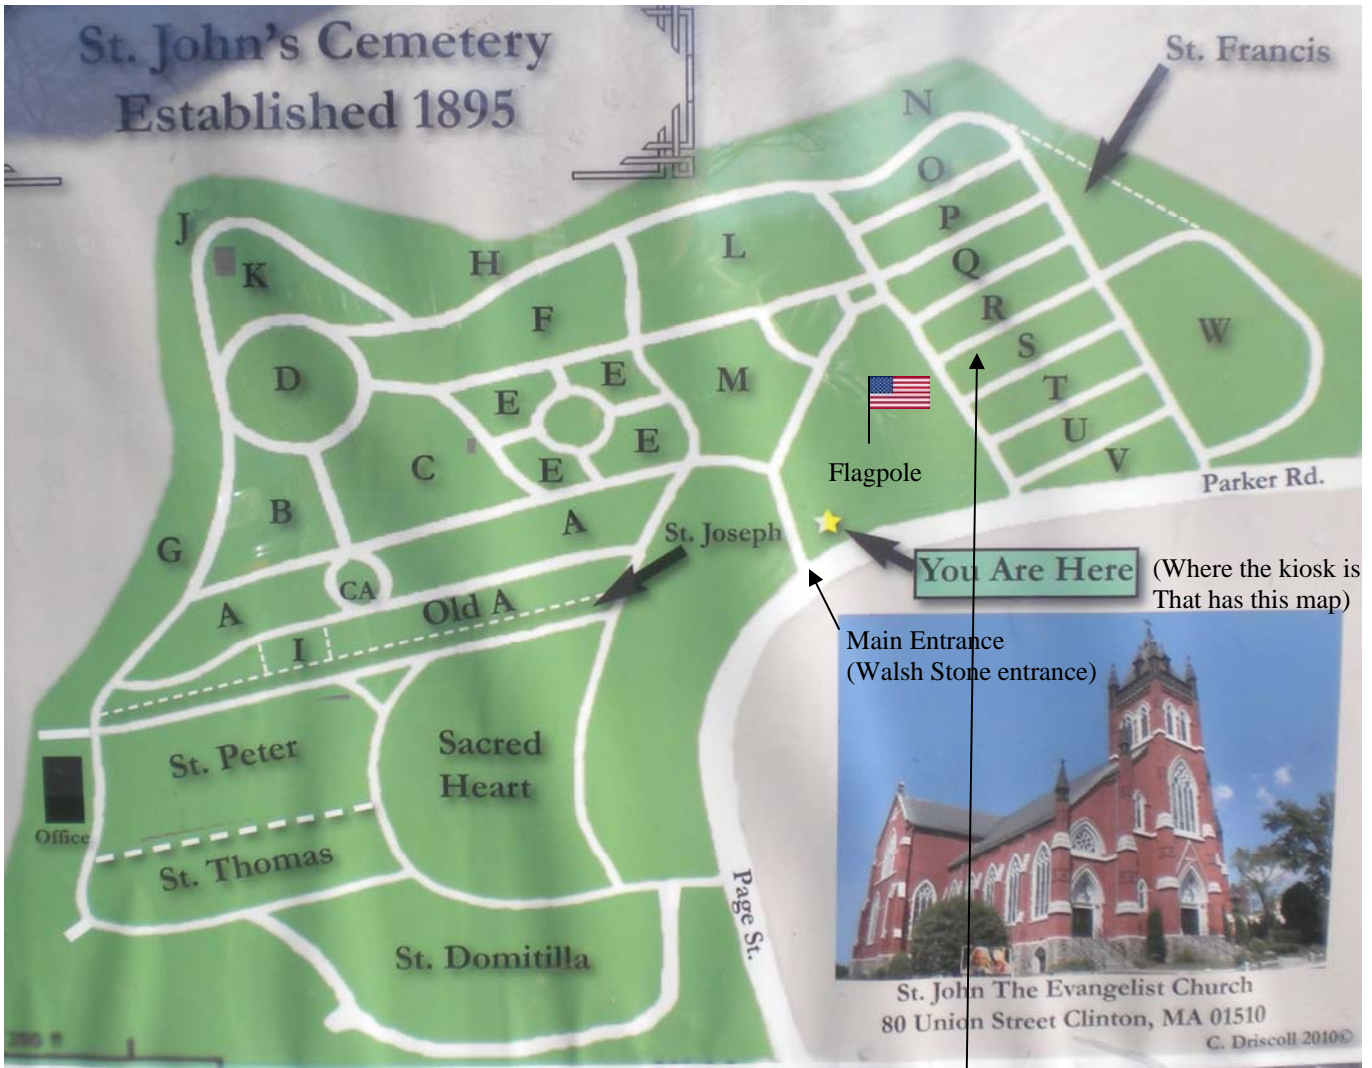 St. John's Cemetery
Established 1895
St. Francis
N
O
P
J
K
H
L
Q
F
R
W
S
D
E
M
T
E
U
E
C
E
V
Flagpole
Parker Rd.
B
A
St. Joseph
G
You Are Here
(Where the kiosk is
That has this map)
CA
Old A
A
I
Main Entrance
(Walsh Stone entrance)
St. Peter
Sacred
Heart
Office
St. Thomas
Page St.
St. Domitilla
St. John The Evangelist Church
80 Union Street Clinton, MA 01510
C. Driscoll 2010©